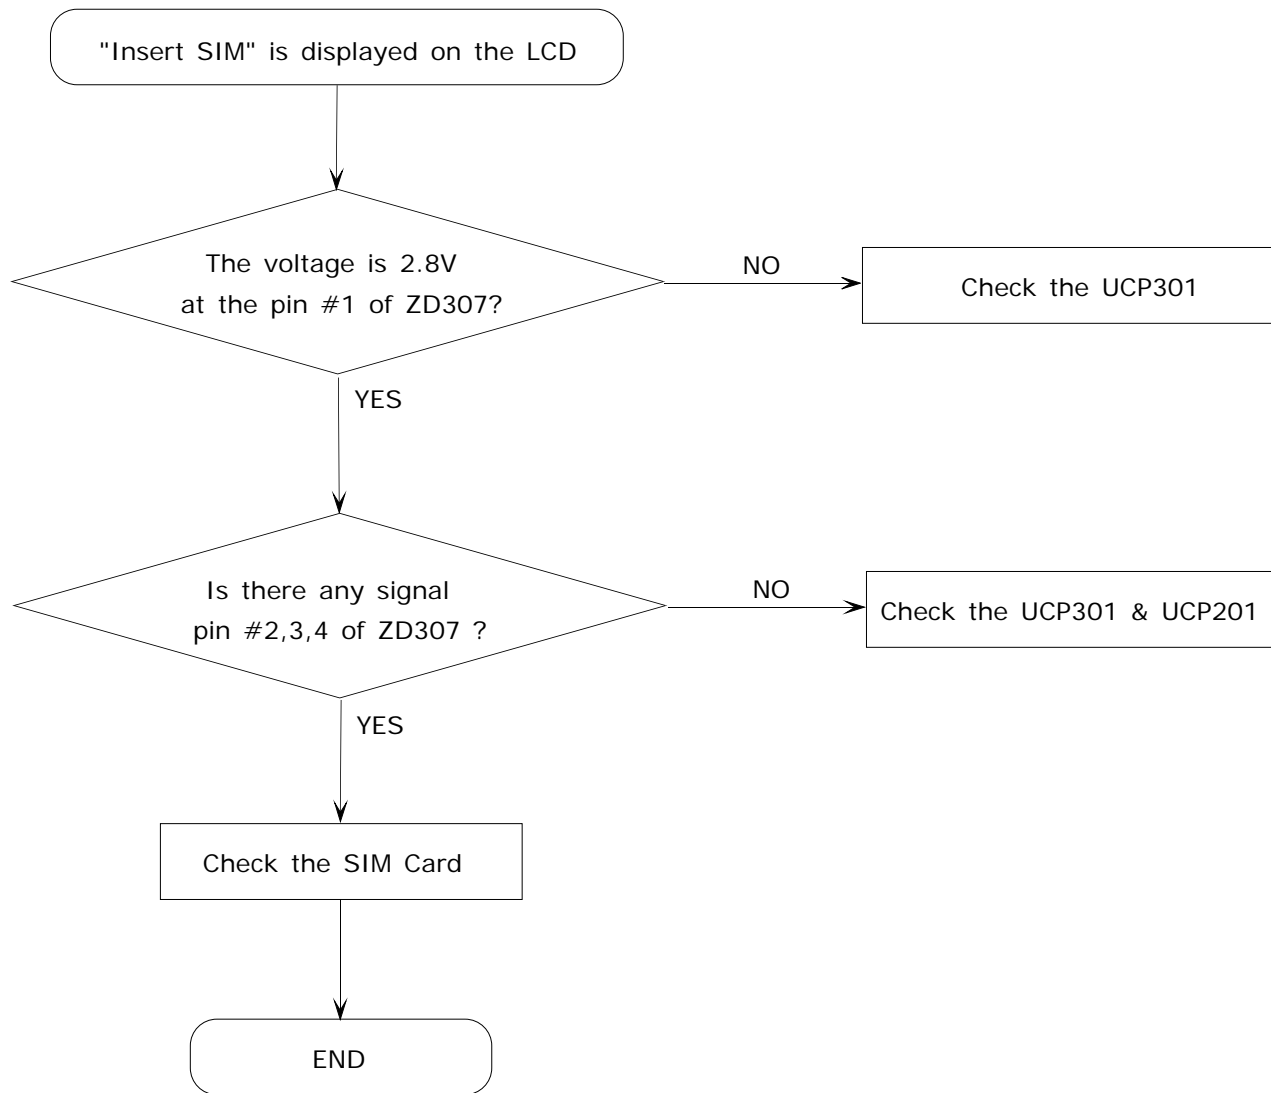 "Insert SIM" is displayed on the LCD
The voltage is 2.8V
at the pin #1 of ZD307?
NO
Check the UCP301
YES
Is there any signal
pin #2,3,4 of ZD307 ?
NO
Check the UCP301 & UCP201
YES
Check the SIM Card
END